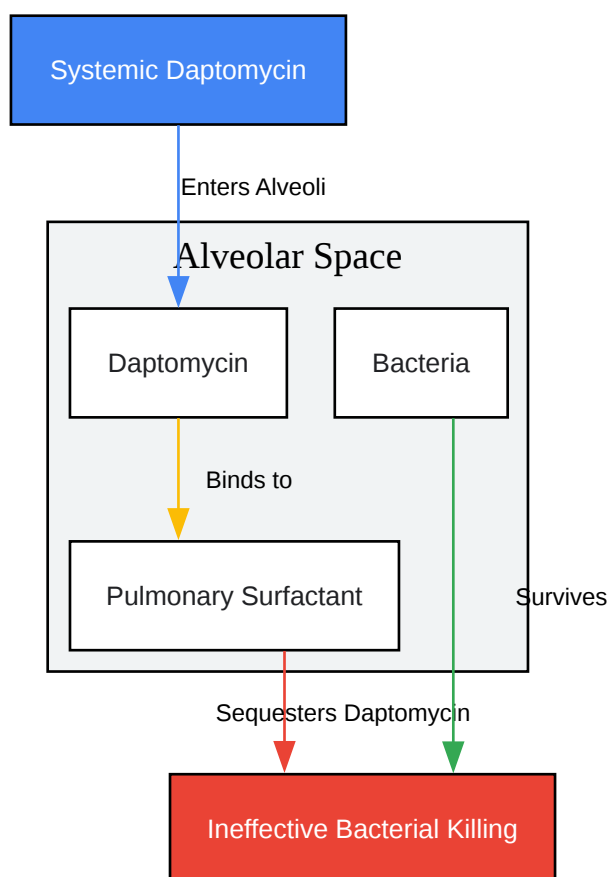 Systemic Daptomycin
Enters Alveoli
Alveolar Space
Daptomycin
Bacteria
Binds to
Pulmonary Surfactant
Survives
Sequesters Daptomycin
Ineffective Bacterial Killing